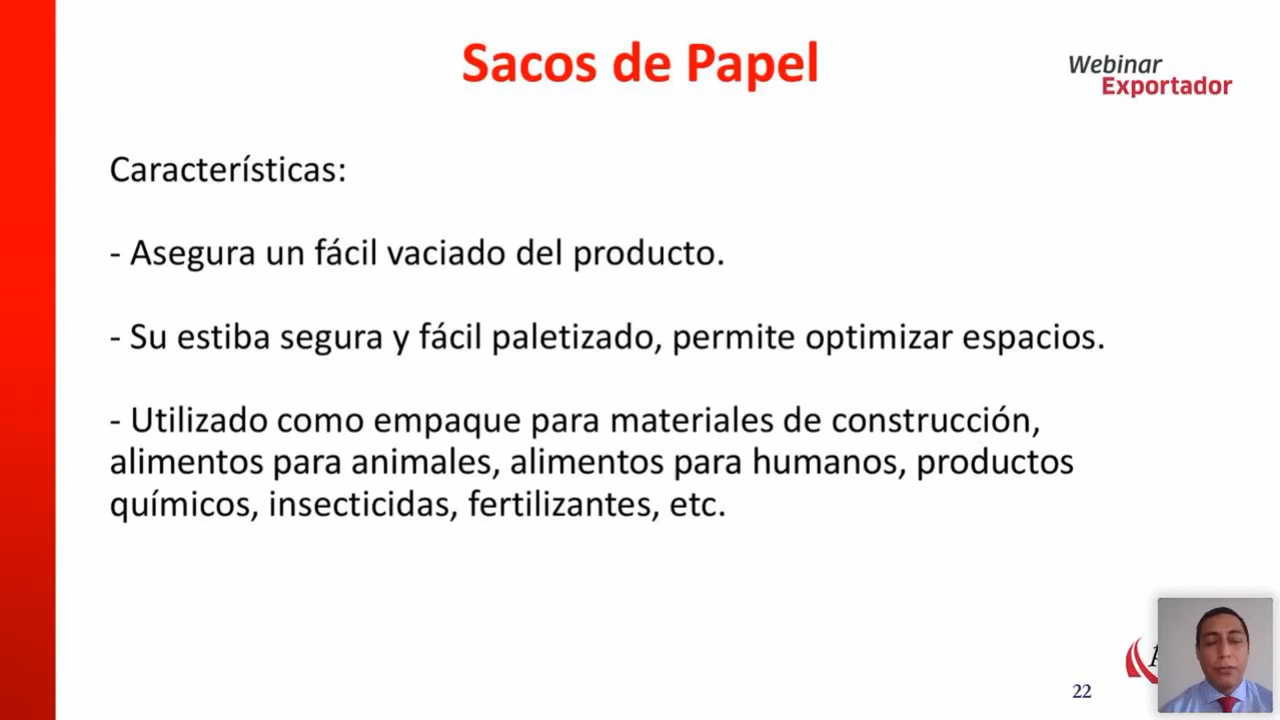 Sacos de Papel
Webinar
Exportador
Características:
- Asegura un fácil vaciado del producto.
- Su estiba segura y fácil paletizado, permite optimizar espacios.
- Utilizado como empaque para materiales de construcción,
alimentos para animales, alimentos para humanos, productos
químicos, insecticidas, fertilizantes, etc.
22